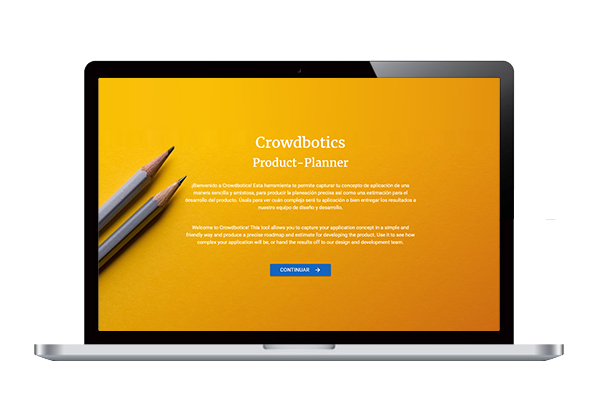 Crowdbotics
Product-Planner
¡Bienvenido a Crowdbotics! Esta herramienta te permite capturar tu concepto de aplicación de una
manera sencilla y amistosa, para producir la planeación precisa así como una estimación para el
desarrollo del producto. Úsala para ver cuán compleja será tu aplicación o bien entregar los resultados a
nuestro equipo de diseño y desarrollo.
Welcome to Crowdbotics! This tool allows you to capture your application concept in a simple and
friendly way and produce a precise roadmap and estimate for developing the product. Use it to see how
complex your application will be, or hand the results off to our design and development team.
CONTINUAR